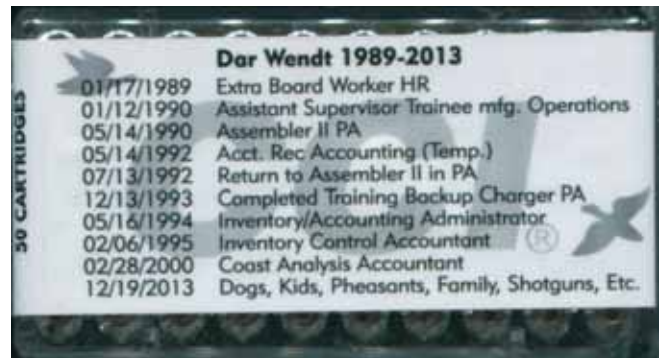 Dar Wendt 1989-2013
01/17/1989 Extra Board Worker HR
01/12/1990 Assistant Supervisor Trainee mfg. Operations
05/14/1990 Assembler II PA
05/14/1992 Acct. Rec Accounting (Temp.)
07/13/1992 Return to Assembler II in PA
12/13/1993 Completed Training Backup Charger PA
05/16/1994 Inventory/Accounting Administrator
02/06/1995 Inventory Control Accountant
02/28/2000 Coast Analysis Accountant
12/19/2013 Dogs, Kids, Pheasants, Family, Shotguns, Etc.
50 CARTRIDGES
CCI®